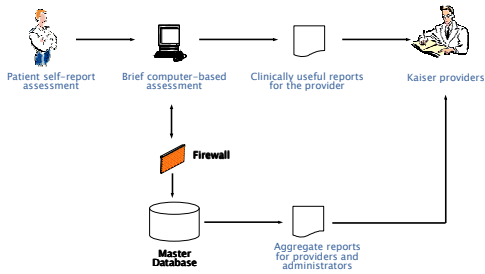 Patient self-report
assessment
Brief computer-based
assessment
Clinically useful reports
for the provider
Kaiser providers
Firewall
Master
Database
Aggregate reports
for providers and
administrators